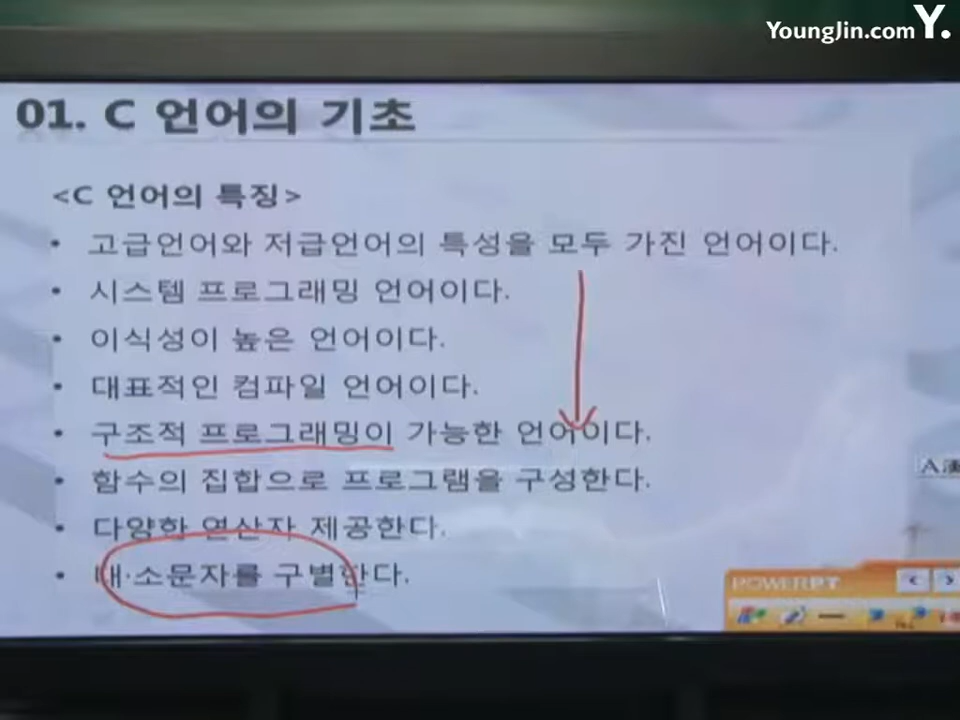 YoungJin.com Y.
01. C 언어의 기초
<C 언어의 특징>
• 고급언어와 저급언어의 특성을 모두 가진 언어이다.
• 시스템 프로그래밍 언어이다.
• 이식성이 높은 언어이다.
• 대표적인 컴파일 언어이다.
• 구조적 프로그래밍이 가능한 언어이다.
• 함수의 집합으로 프로그램을 구성한다.
• 다양한 연산자 제공한다.
• 대·소문자를 구별한다.
A漢
POWERPT